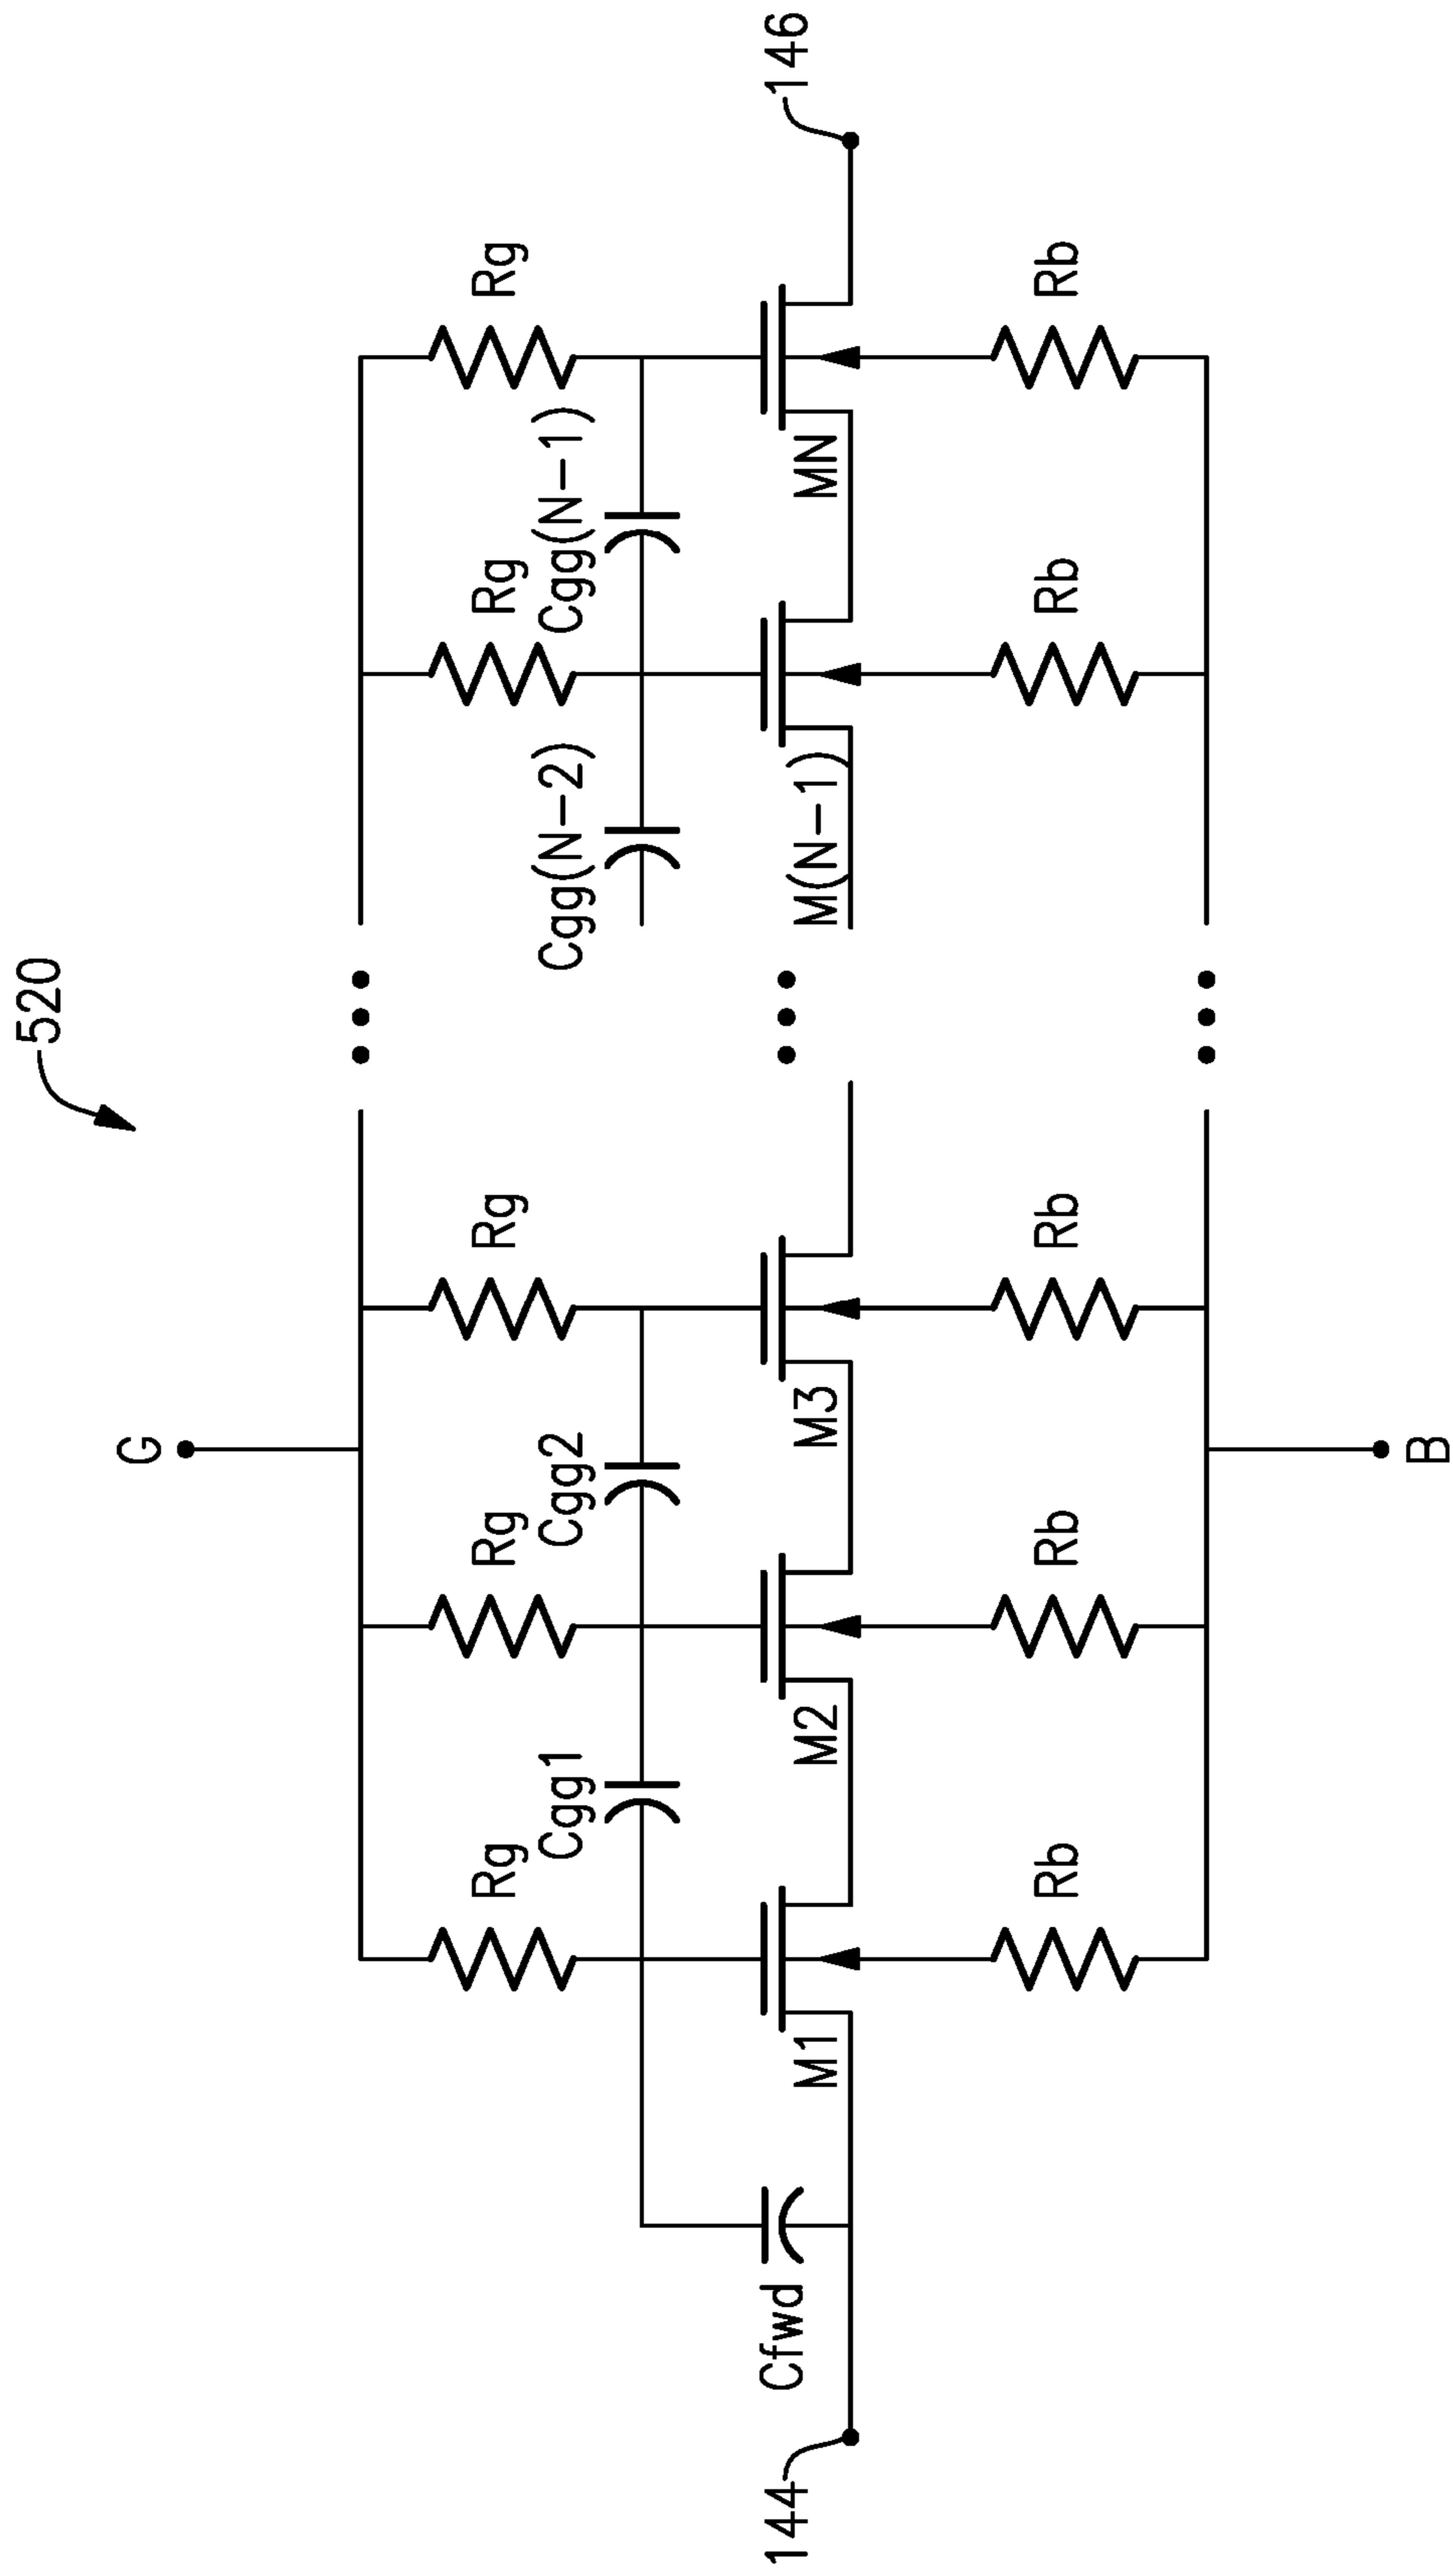 520
G
Rg
Rg
Rg
Rg
Rg
Cgg1
Cgg2
Cgg(N-2)
Cgg(N-1)
144
Cfwd
M1
M2
M3
M(N-1)
MN
146
Rb
Rb
Rb
Rb
Rb
B